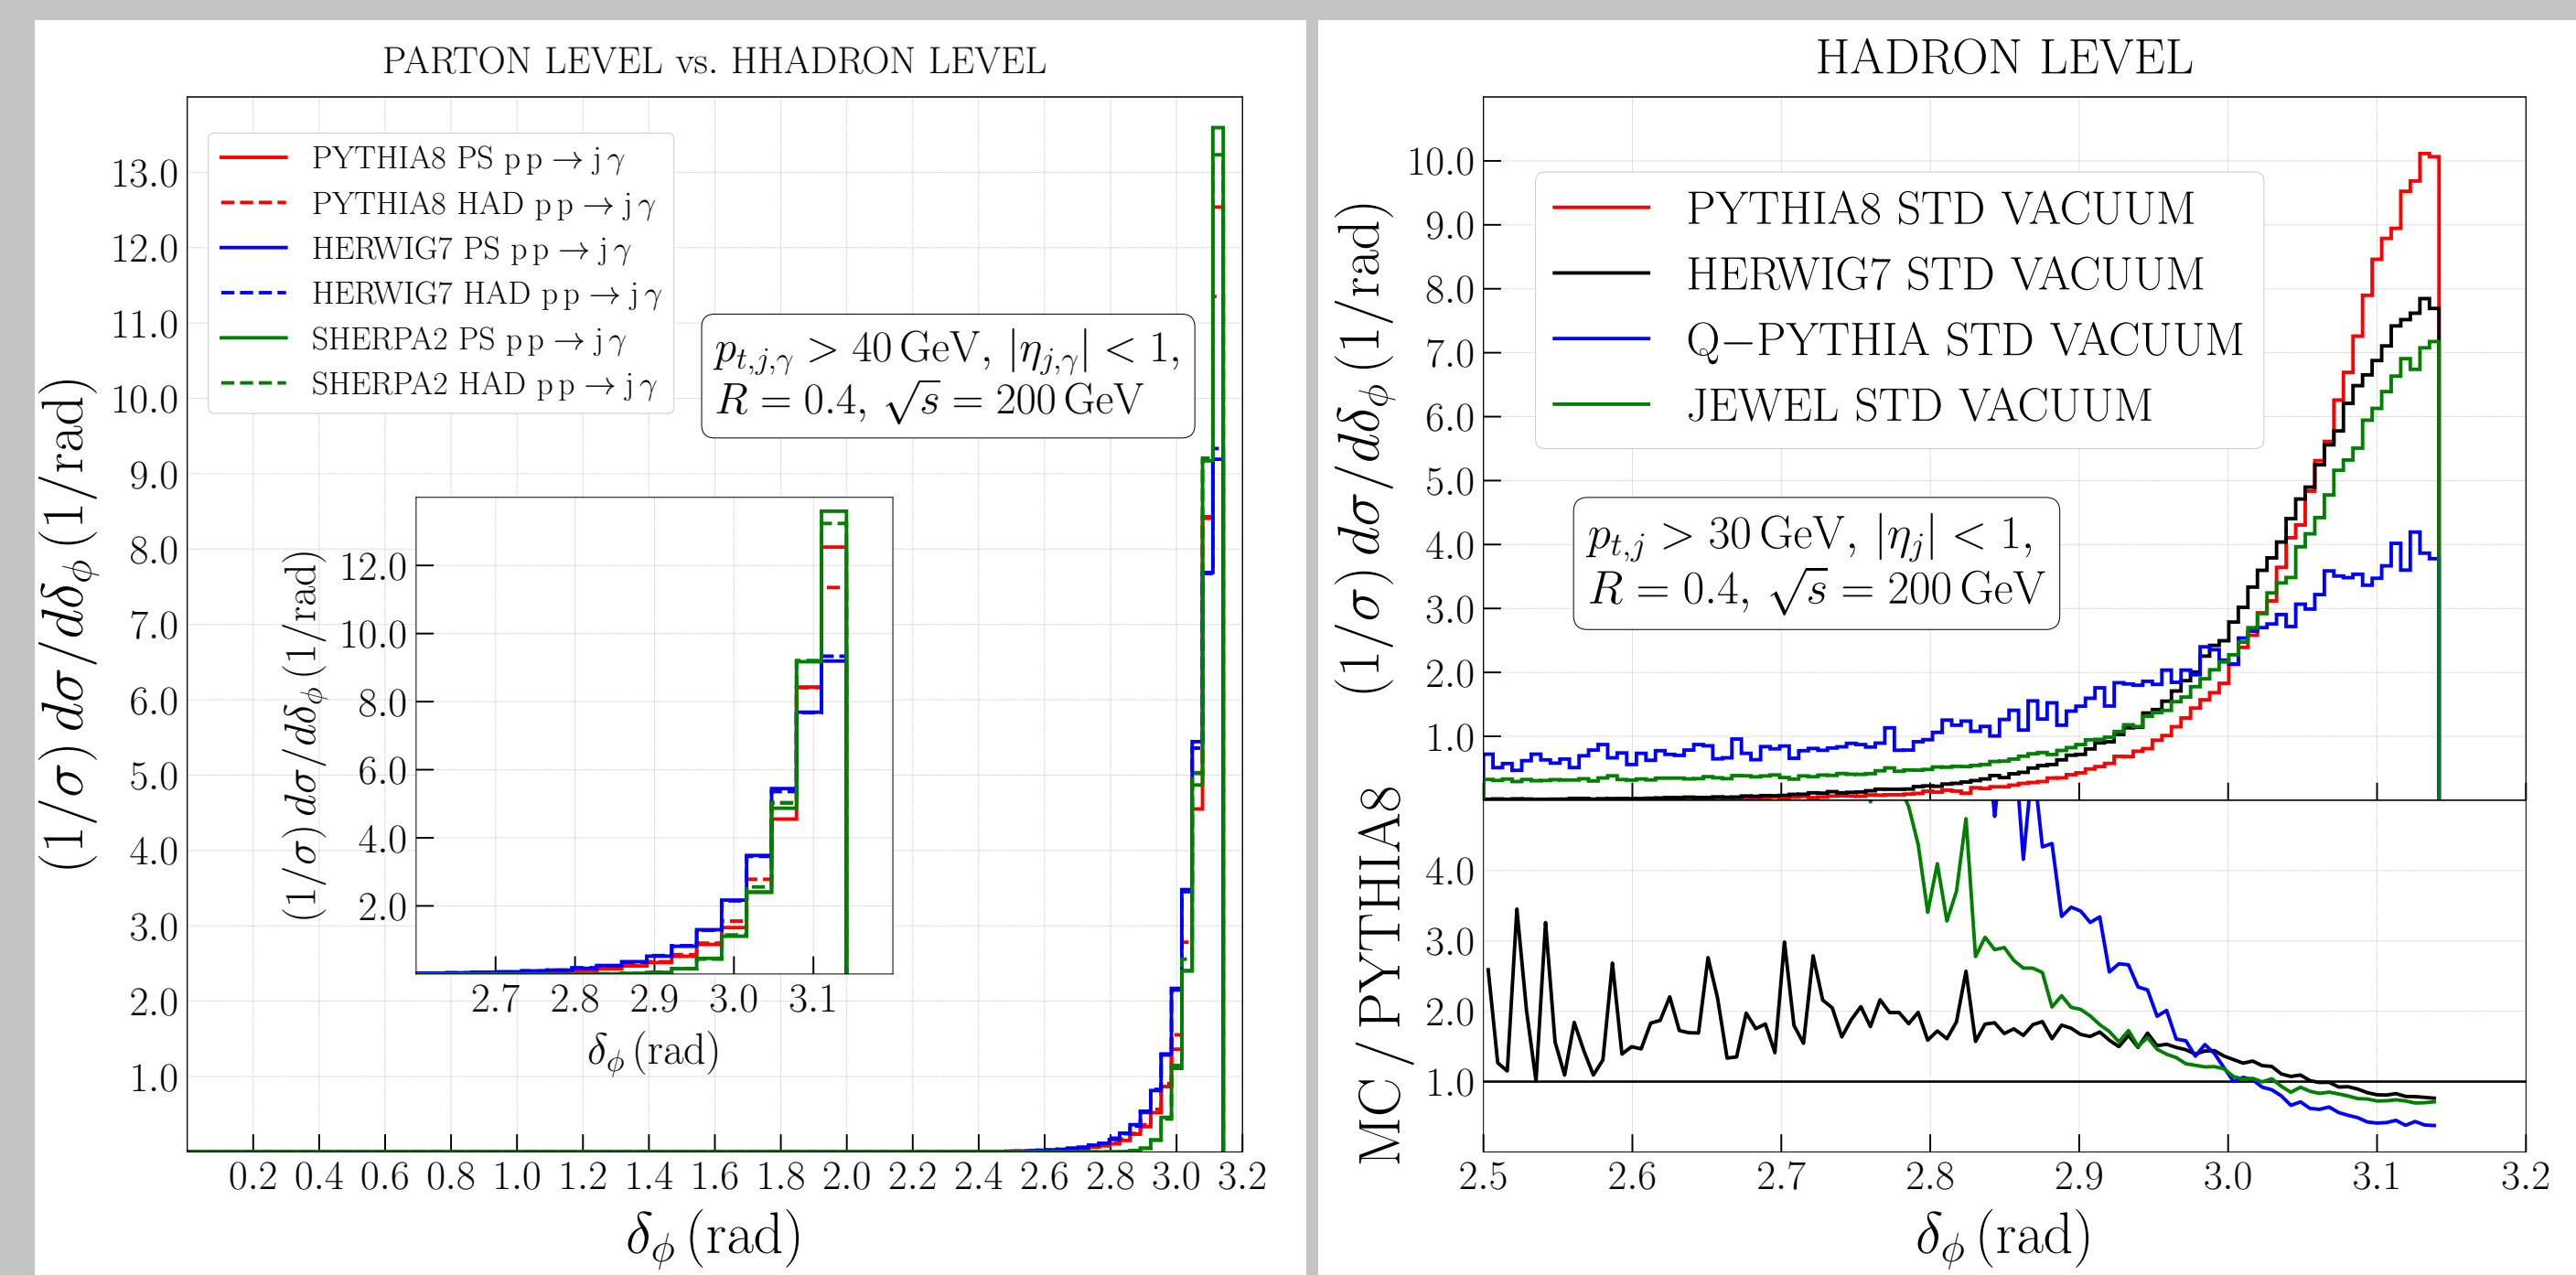 PARTON LEVEL vs. HHADRON LEVEL
13.0
12.0
11.0
10.0
9.0
8.0
7.0
6.0
5.0
4.0
3.0
2.0
1.0
(1/σ) dσ/dδ_ϕ (1/rad)
PYTHIA8 PS p p → j γ
PYTHIA8 HAD p p → j γ
HERWIG7 PS p p → j γ
HERWIG7 HAD p p → j γ
SHERPA2 PS p p → j γ
SHERPA2 HAD p p → j γ
p_{t,j,γ} > 40 GeV, |η_{j,γ}| < 1,
R = 0.4, √s = 200 GeV
12.0
10.0
8.0
6.0
4.0
2.0
(1/σ) dσ/dδ_ϕ (1/rad)
2.7 2.8 2.9 3.0 3.1
δ_ϕ (rad)
0.2 0.4 0.6 0.8 1.0 1.2 1.4 1.6 1.8 2.0 2.2 2.4 2.6 2.8 3.0 3.2
δ_ϕ (rad)
HADRON LEVEL
10.0
9.0
8.0
7.0
6.0
5.0
4.0
3.0
2.0
1.0
(1/σ) dσ/dδ_ϕ (1/rad)
PYTHIA8 STD VACUUM
HERWIG7 STD VACUUM
Q−PYTHIA STD VACUUM
JEWEL STD VACUUM
p_{t,j} > 30 GeV, |η_j| < 1,
R = 0.4, √s = 200 GeV
MC / PYTHIA8
4.0
3.0
2.0
1.0
2.5 2.6 2.7 2.8 2.9 3.0 3.1 3.2
δ_ϕ (rad)